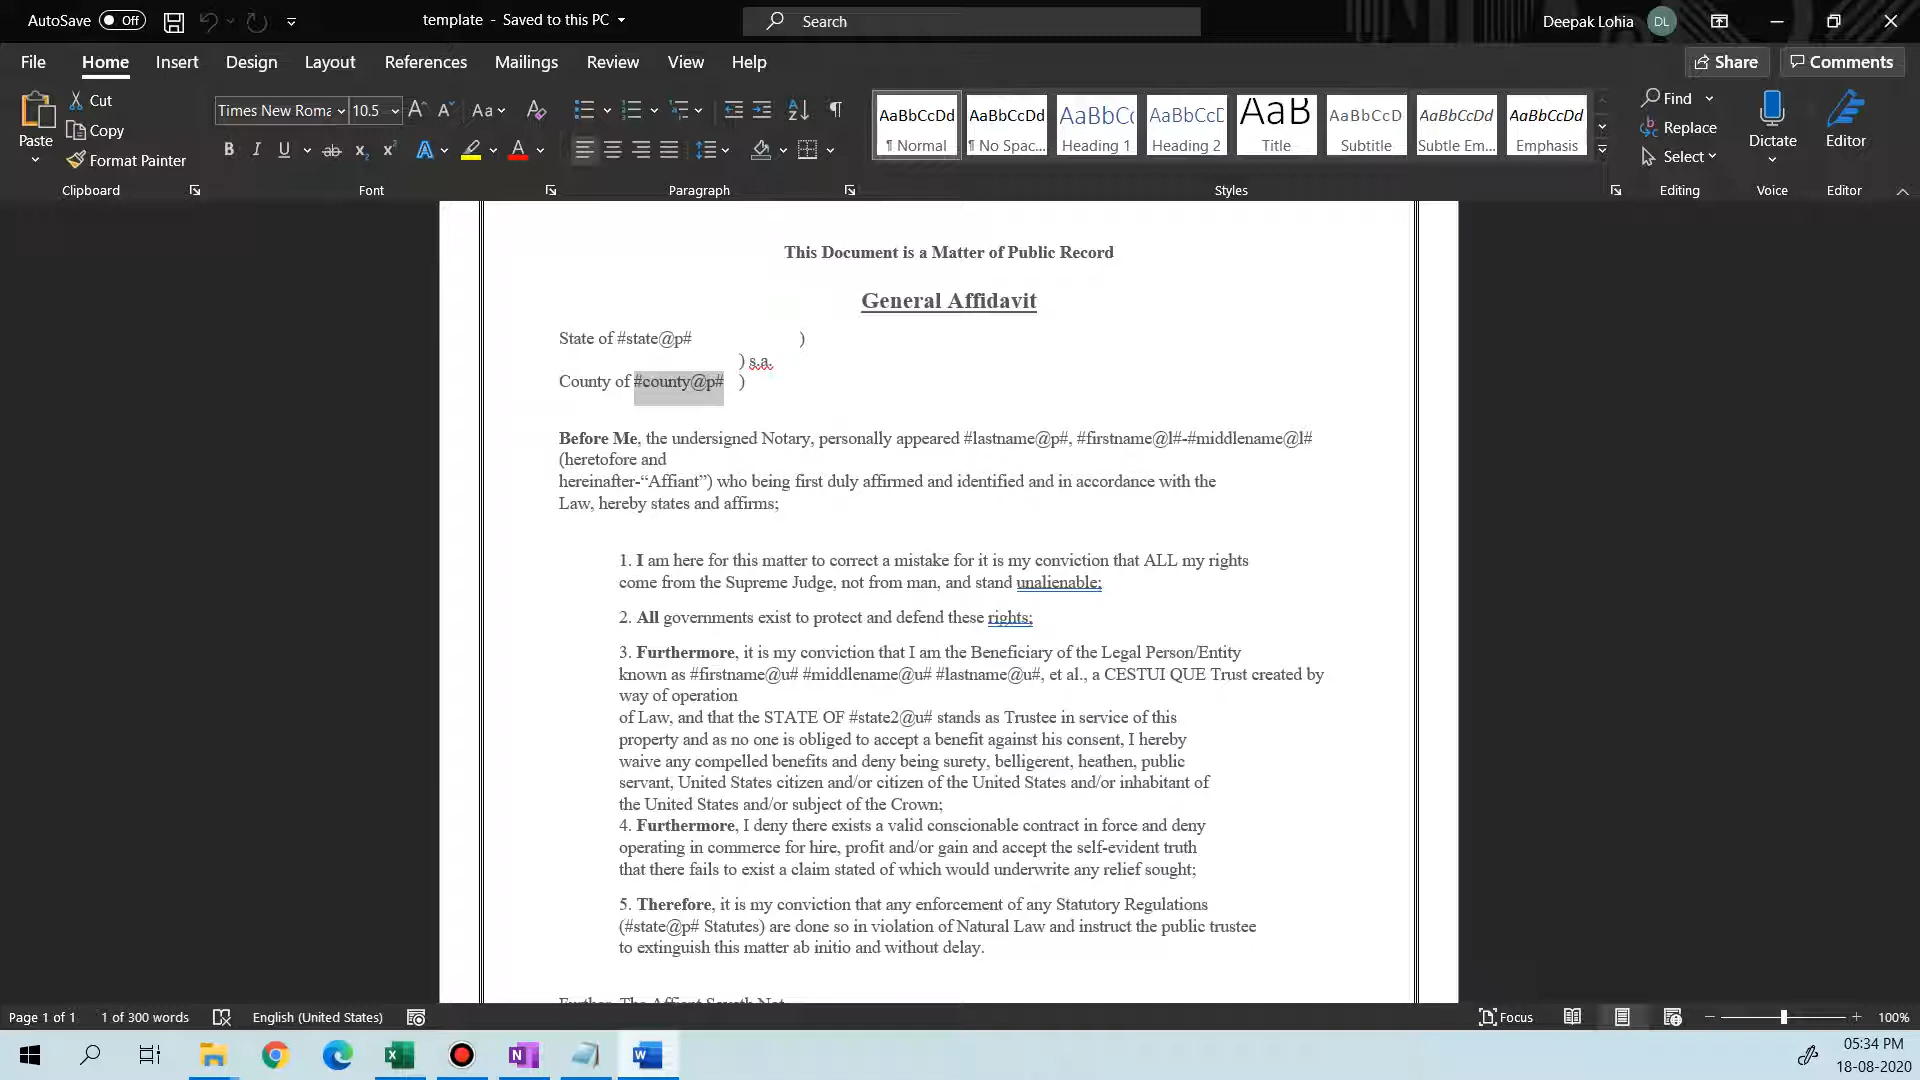 AutoSave Off template - Saved to this PC Search Deepak Lohia DL
File Home Insert Design Layout References Mailings Review View Help Share Comments
Paste Cut Copy Format Painter
Times New Roma 10.5 Aa
B I U ab x₂ x² A A
AaBbCcDd AaBbCcDd AaBbCc AaBbCcD AaB AaBbCcD AaBbCcDd AaBbCcDd
¶ Normal ¶ No Spac... Heading 1 Heading 2 Title Subtitle Subtle Em... Emphasis
Find Replace Select Dictate Editor
Clipboard Font Paragraph Styles Editing Voice Editor
This Document is a Matter of Public Record
General Affidavit
State of #state@p# )
) s.a.
County of #county@p# )
Before Me, the undersigned Notary, personally appeared #lastname@p#, #firstname@l#-#middlename@l#
(heretofore and
hereinafter-“Affiant”) who being first duly affirmed and identified and in accordance with the
Law, hereby states and affirms;
1. I am here for this matter to correct a mistake for it is my conviction that ALL my rights
come from the Supreme Judge, not from man, and stand unalienable;
2. All governments exist to protect and defend these rights;
3. Furthermore, it is my conviction that I am the Beneficiary of the Legal Person/Entity
known as #firstname@u# #middlename@u# #lastname@u#, et al., a CESTUI QUE Trust created by
way of operation
of Law, and that the STATE OF #state2@u# stands as Trustee in service of this
property and as no one is obliged to accept a benefit against his consent, I hereby
waive any compelled benefits and deny being surety, belligerent, heathen, public
servant, United States citizen and/or citizen of the United States and/or inhabitant of
the United States and/or subject of the Crown;
4. Furthermore, I deny there exists a valid conscionable contract in force and deny
operating in commerce for hire, profit and/or gain and accept the self-evident truth
that there fails to exist a claim stated of which would underwrite any relief sought;
5. Therefore, it is my conviction that any enforcement of any Statutory Regulations
(#state@p# Statutes) are done so in violation of Natural Law and instruct the public trustee
to extinguish this matter ab initio and without delay.
Further, The Affiant Sayeth Not
Page 1 of 1 1 of 300 words English (United States) Focus 100%
05:34 PM
18-08-2020